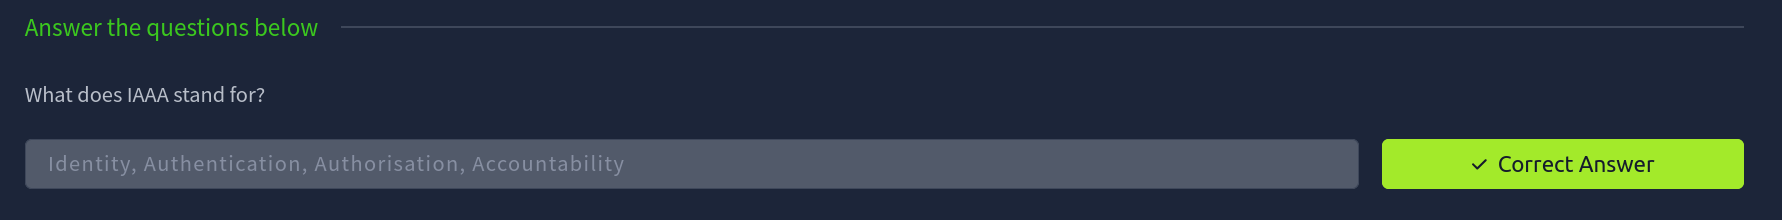 Answer the questions below
What does IAAA stand for?
Identity, Authentication, Authorisation, Accountability
✓ Correct Answer